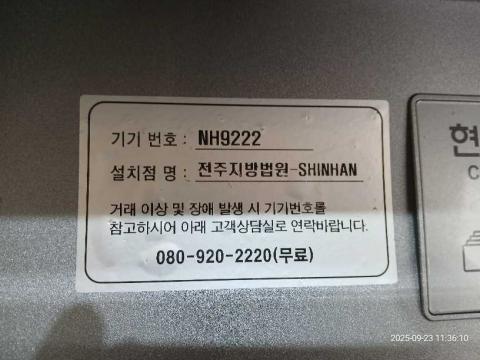 기기 번호 : NH9222
설치점 명 : 전주지방법원-SHINHAN
거래 이상 및 장애 발생 시 기기번호를
참고하시어 아래 고객상담실로 연락바랍니다.
080-920-2220(무료)
현
C
2025-09-23 11:36:10